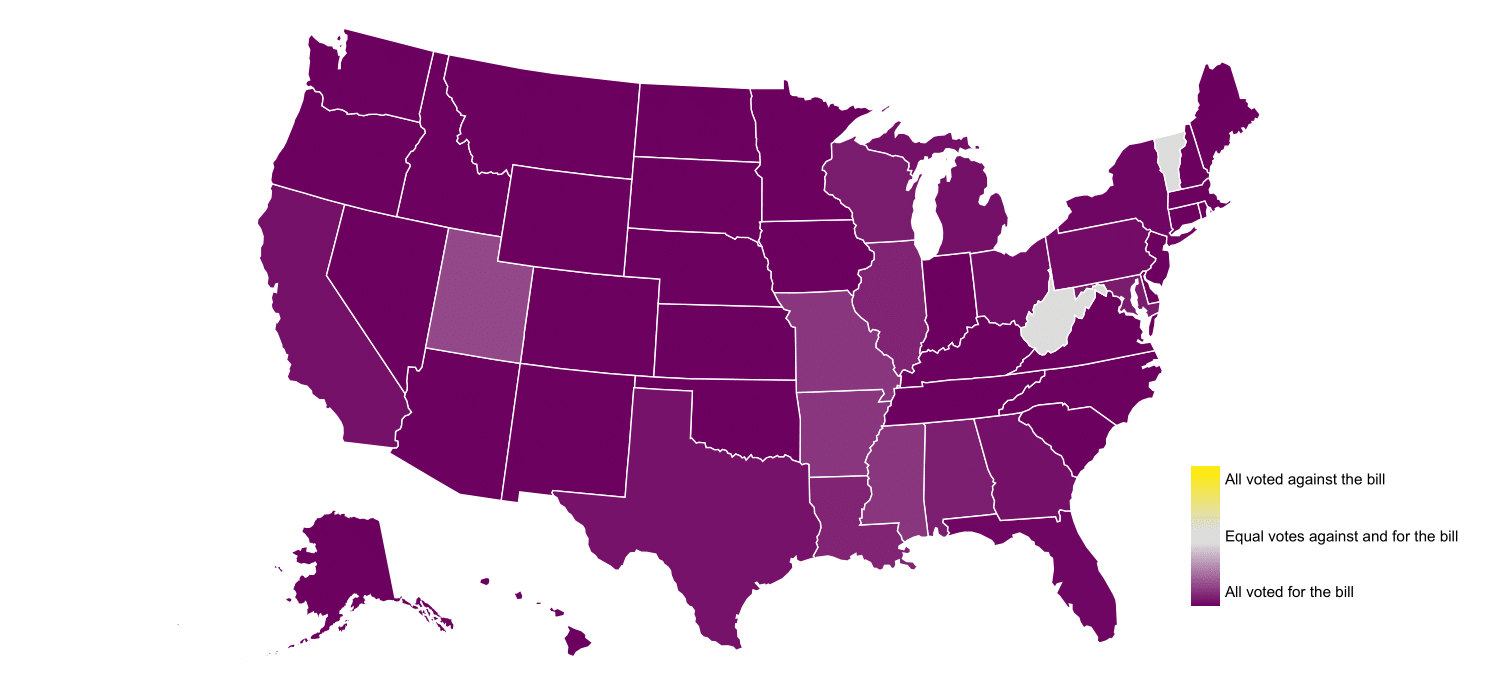 All voted against the bill
Equal votes against and for the bill
All voted for the bill